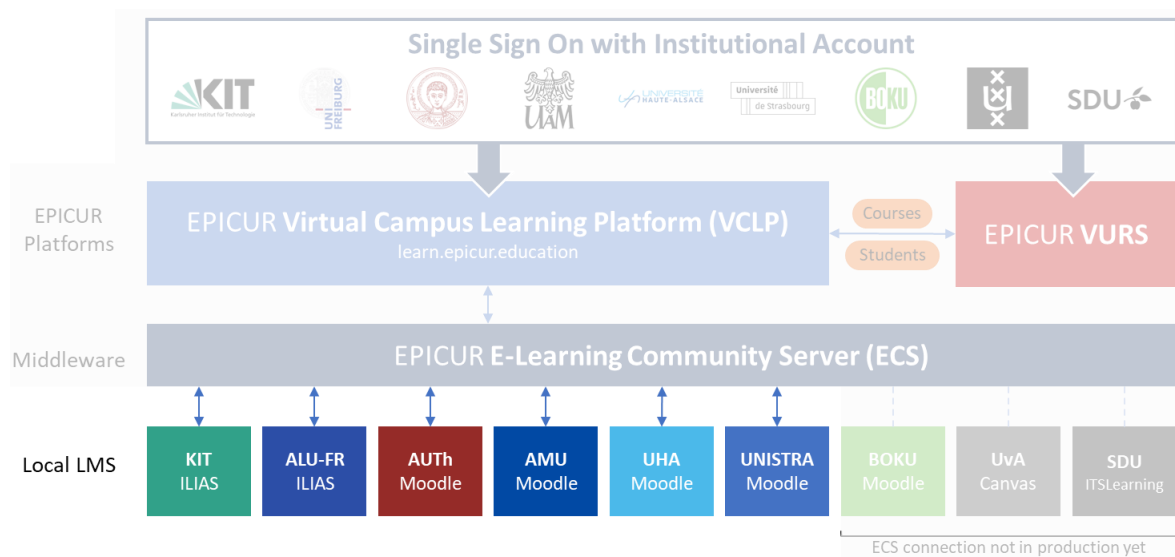 Single Sign On with Institutional Account
KIT
Karlsruher Institut für Technologie
UNI
FREIBURG
UAM
UNIVERSITÉ
HAUTE-ALSACE
Université
de Strasbourg
BOKU
U
SDU
EPICUR
Platforms
EPICUR Virtual Campus Learning Platform (VCLP)
learn.epicur.education
Courses
Students
EPICUR VURS
Middleware
EPICUR E-Learning Community Server (ECS)
Local LMS
KIT
ILIAS
ALU-FR
ILIAS
AUTh
Moodle
AMU
Moodle
UHA
Moodle
UNISTRA
Moodle
BOKU
Moodle
UvA
Canvas
SDU
ITSLearning
ECS connection not in production yet